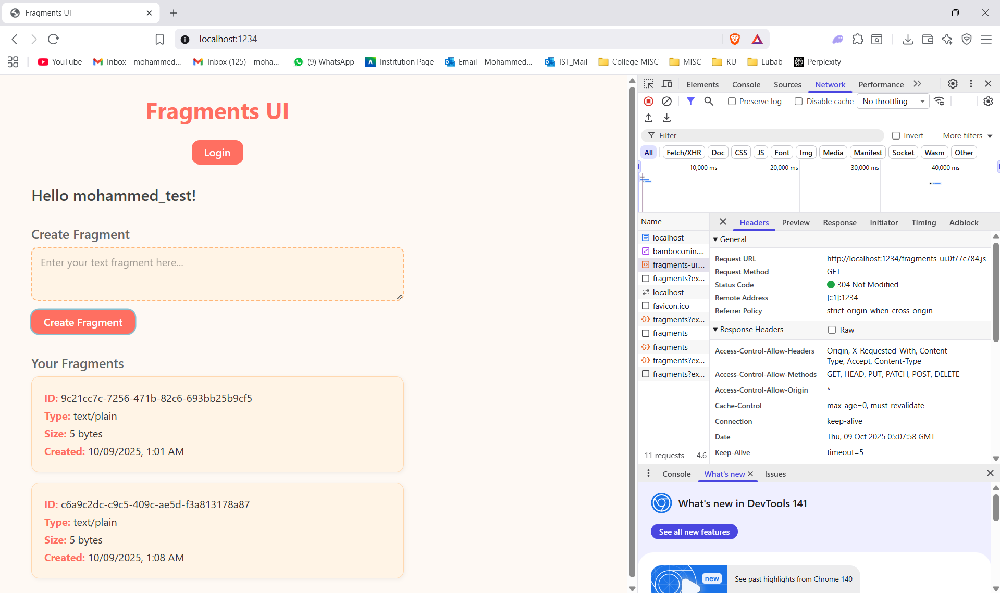 Fragments UI
localhost:1234
YouTube
Inbox - mohammed...
Inbox (125) - moha...
(9) WhatsApp
Institution Page
Email - Mohammed...
IST_Mail
College MISC
MISC
KU
Lubab
Perplexity
Fragments UI
Login
Hello mohammed_test!
Create Fragment
Enter your text fragment here...
Create Fragment
Your Fragments
ID: 9c21cc7c-7256-471b-82c6-693bb25b9cf5
Type: text/plain
Size: 5 bytes
Created: 10/09/2025, 1:01 AM
ID: c6a9c2dc-c9c5-409c-ae5d-f3a813178a87
Type: text/plain
Size: 5 bytes
Created: 10/09/2025, 1:08 AM
Elements Console Sources Network Performance
Preserve log Disable cache No throttling
Filter Invert More filters
All Fetch/XHR Doc CSS JS Font Img Media Manifest Socket Wasm Other
10,000 ms 20,000 ms 30,000 ms 40,000 ms
Name
localhost
bamboo.min....
fragments-ui....
fragments?ex...
localhost
favicon.ico
fragments?ex...
fragments
fragments
fragments?ex...
fragments?ex...
11 requests 4.6
Headers Preview Response Initiator Timing Adblock
General
Request URL http://localhost:1234/fragments-ui.0f77c784.js
Request Method GET
Status Code 304 Not Modified
Remote Address [::1]:1234
Referrer Policy strict-origin-when-cross-origin
Response Headers Raw
Access-Control-Allow-Headers Origin, X-Requested-With, Content-
Type, Accept, Content-Type
Access-Control-Allow-Methods GET, HEAD, PUT, PATCH, POST, DELETE
Access-Control-Allow-Origin *
Cache-Control max-age=0, must-revalidate
Connection keep-alive
Date Thu, 09 Oct 2025 05:07:58 GMT
Keep-Alive timeout=5
Console What's new Issues
What's new in DevTools 141
See all new features
new
See past highlights from Chrome 140